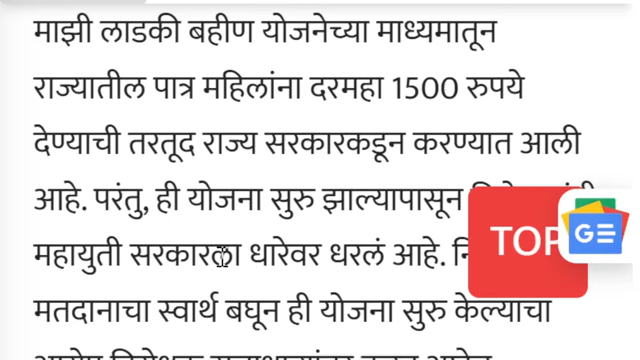 माझी लाडकी बहीण योजनेच्या माध्यमातून
राज्यातील पात्र महिलांना दरमहा 1500 रुपये
देण्याची तरतूद राज्य सरकारकडून करण्यात आली
आहे. परंतु, ही योजना सुरु झाल्यापासून
महायुती सरकारला धारेवर धरलं आहे.
TOP
GE
मतदानाचा स्वार्थ बघून ही योजना सुरु केल्याचा